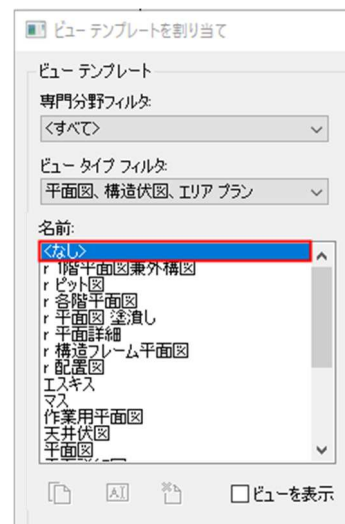 ビュー テンプレートを割り当て
ビュー テンプレート
専門分野フィルタ:
<すべて>
ビュー タイプ フィルタ:
平面図、構造伏図、エリア プラン
名前:
<なし>
r 1階平面図兼外構図
r ピット図
r 各階平面図
r 平面図 塗潰し
r 平面詳細
r 構造フレーム平面図
r 配置図
エスキス
マス
作業用平面図
天井伏図
平面図
ビューを表示